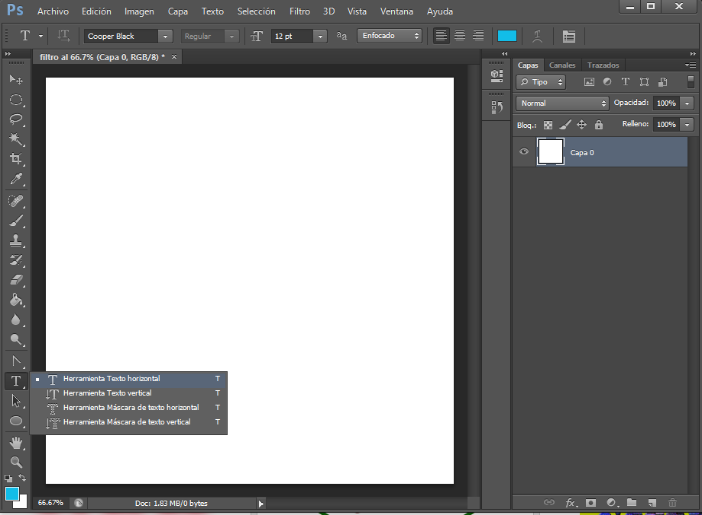 Ps Archivo Edición Imagen Capa Texto Selección Filtro 3D Vista Ventana Ayuda
T Cooper Black Regular 12 pt aa Enfocado
filtro al 66.7% (Capa 0, RGB/8) * ×
Capas Canales Trazados
Tipo
Normal Opacidad: 100%
Bloq.: Relleno: 100%
Capa 0
Herramienta Texto horizontal T
Herramienta Texto vertical T
Herramienta Máscara de texto horizontal T
Herramienta Máscara de texto vertical T
66.67% Doc: 1.83 MB/0 bytes
fx